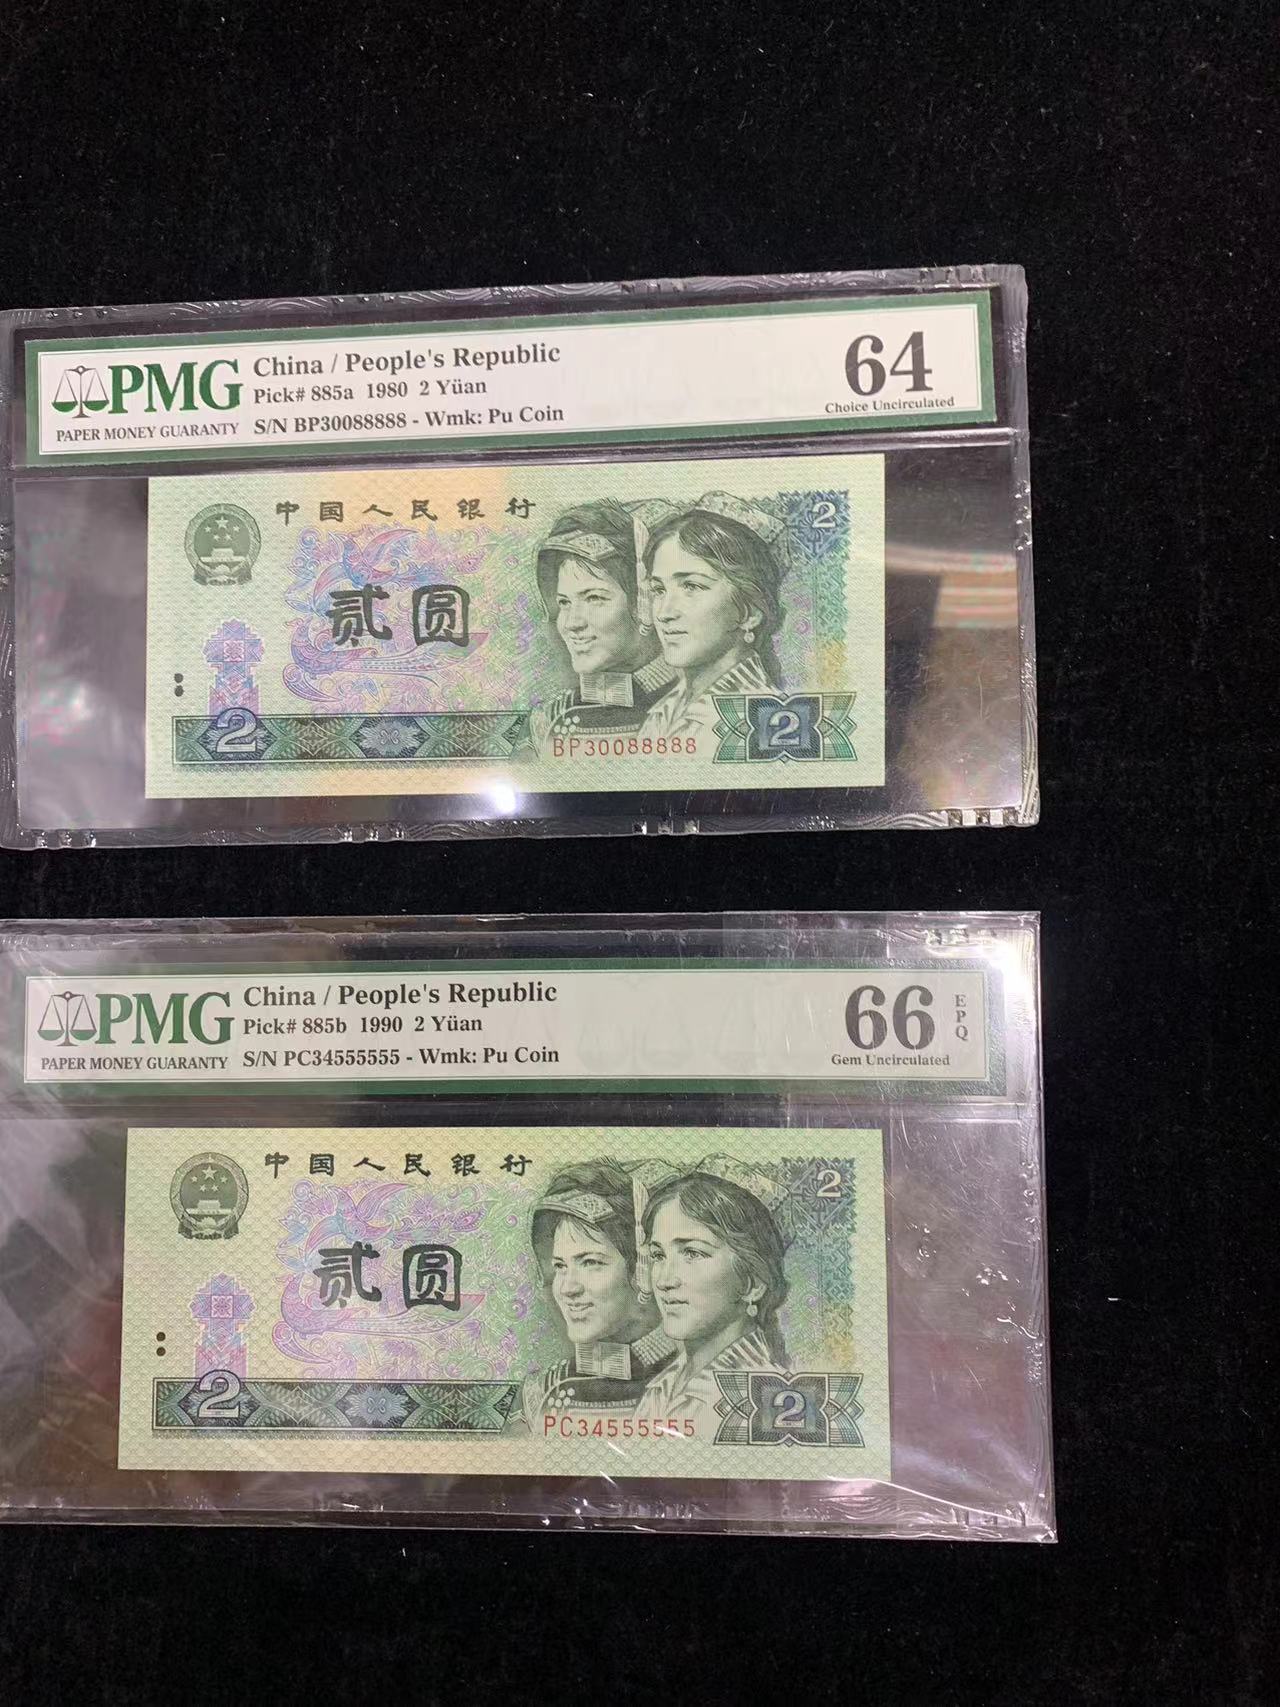 PMG
PAPER MONEY GUARANTY
China / People's Republic
Pick# 885a 1980 2 Yüan
S/N BP30088888 - Wmk: Pu Coin
64
Choice Uncirculated
中国人民银行
2
贰圆
2
BP30088888
2
PMG
PAPER MONEY GUARANTY
China / People's Republic
Pick# 885b 1990 2 Yüan
S/N PC34555555 - Wmk: Pu Coin
66
EPQ
Gem Uncirculated
中国人民银行
2
贰圆
2
PC34555555
2